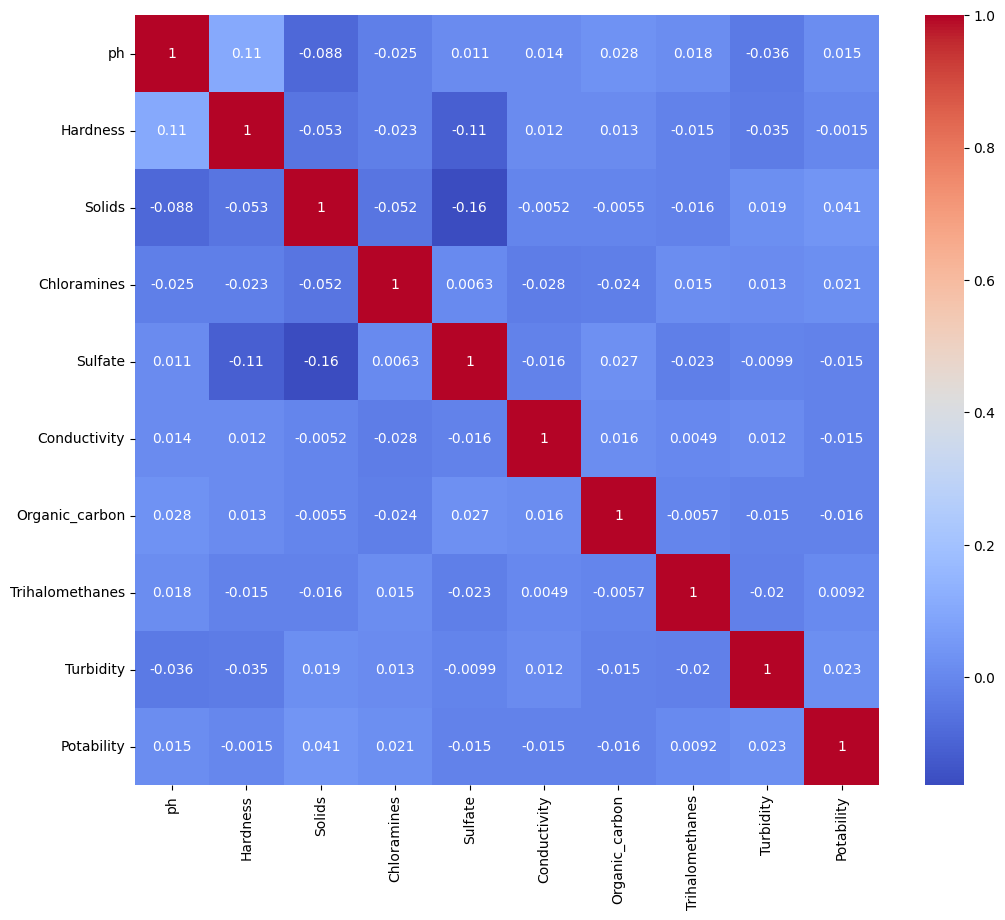 ph 1 0.11 -0.088 -0.025 0.011 0.014 0.028 0.018 -0.036 0.015 1.0
Hardness 0.11 1 -0.053 -0.023 -0.11 0.012 0.013 -0.015 -0.035 -0.0015 0.8
Solids -0.088 -0.053 1 -0.052 -0.16 -0.0052 -0.0055 -0.016 0.019 0.041
Chloramines -0.025 -0.023 -0.052 1 0.0063 -0.028 -0.024 0.015 0.013 0.021 0.6
Sulfate 0.011 -0.11 -0.16 0.0063 1 -0.016 0.027 -0.023 -0.0099 -0.015
Conductivity 0.014 0.012 -0.0052 -0.028 -0.016 1 0.016 0.0049 0.012 -0.015 0.4
Organic_carbon 0.028 0.013 -0.0055 -0.024 0.027 0.016 1 -0.0057 -0.015 -0.016 0.2
Trihalomethanes 0.018 -0.015 -0.016 0.015 -0.023 0.0049 -0.0057 1 -0.02 0.0092
Turbidity -0.036 -0.035 0.019 0.013 -0.0099 0.012 -0.015 -0.02 1 0.023 0.0
Potability 0.015 -0.0015 0.041 0.021 -0.015 -0.015 -0.016 0.0092 0.023 1
ph Hardness Solids Chloramines Sulfate Conductivity Organic_carbon Trihalomethanes Turbidity Potability